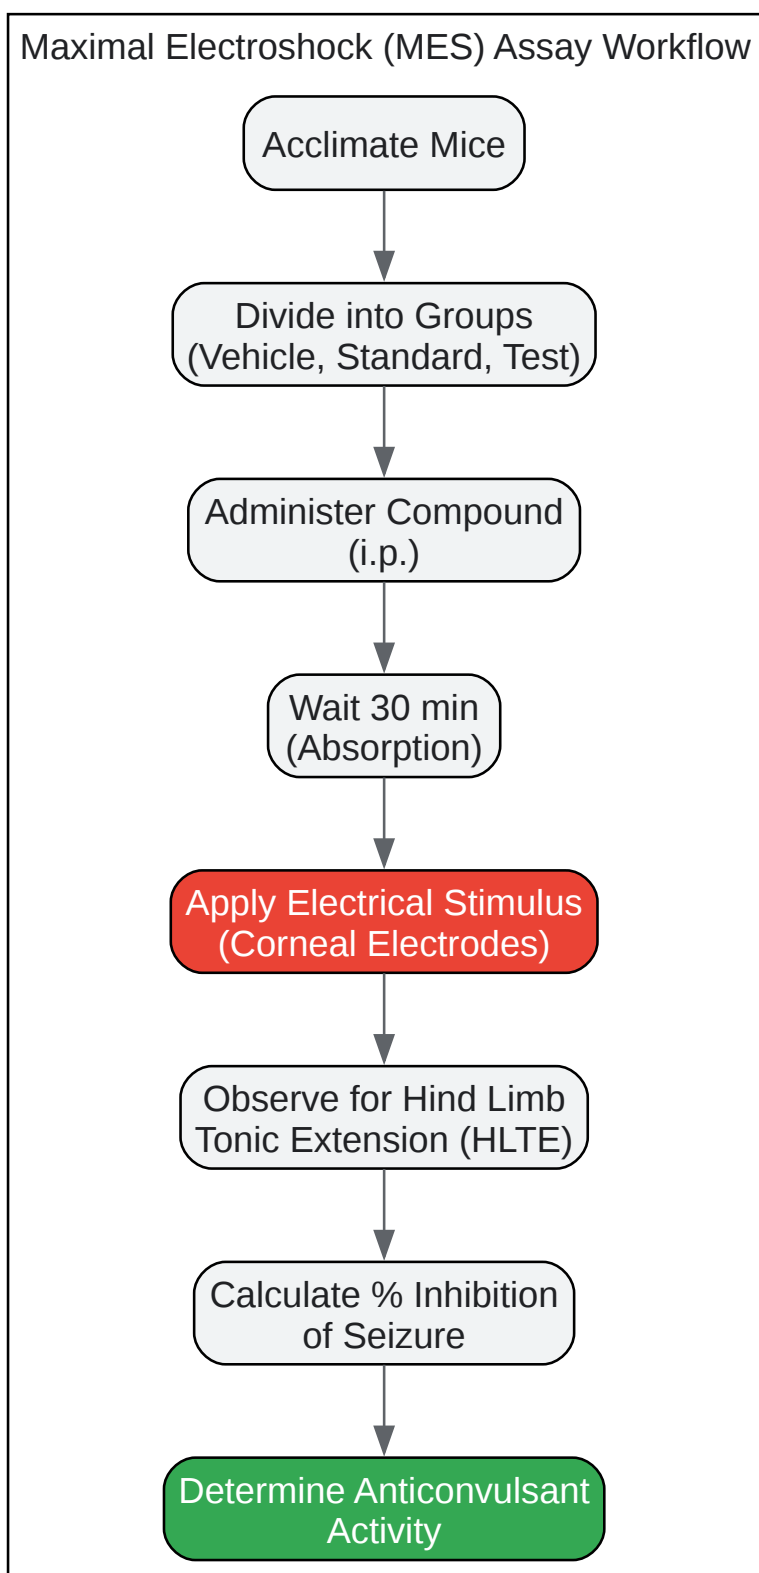 Maximal Electroshock (MES) Assay Workflow
Acclimate Mice
Divide into Groups
(Vehicle, Standard, Test)
Administer Compound
(i.p.)
Wait 30 min
(Absorption)
Apply Electrical Stimulus
(Corneal Electrodes)
Observe for Hind Limb
Tonic Extension (HLTE)
Calculate % Inhibition
of Seizure
Determine Anticonvulsant
Activity